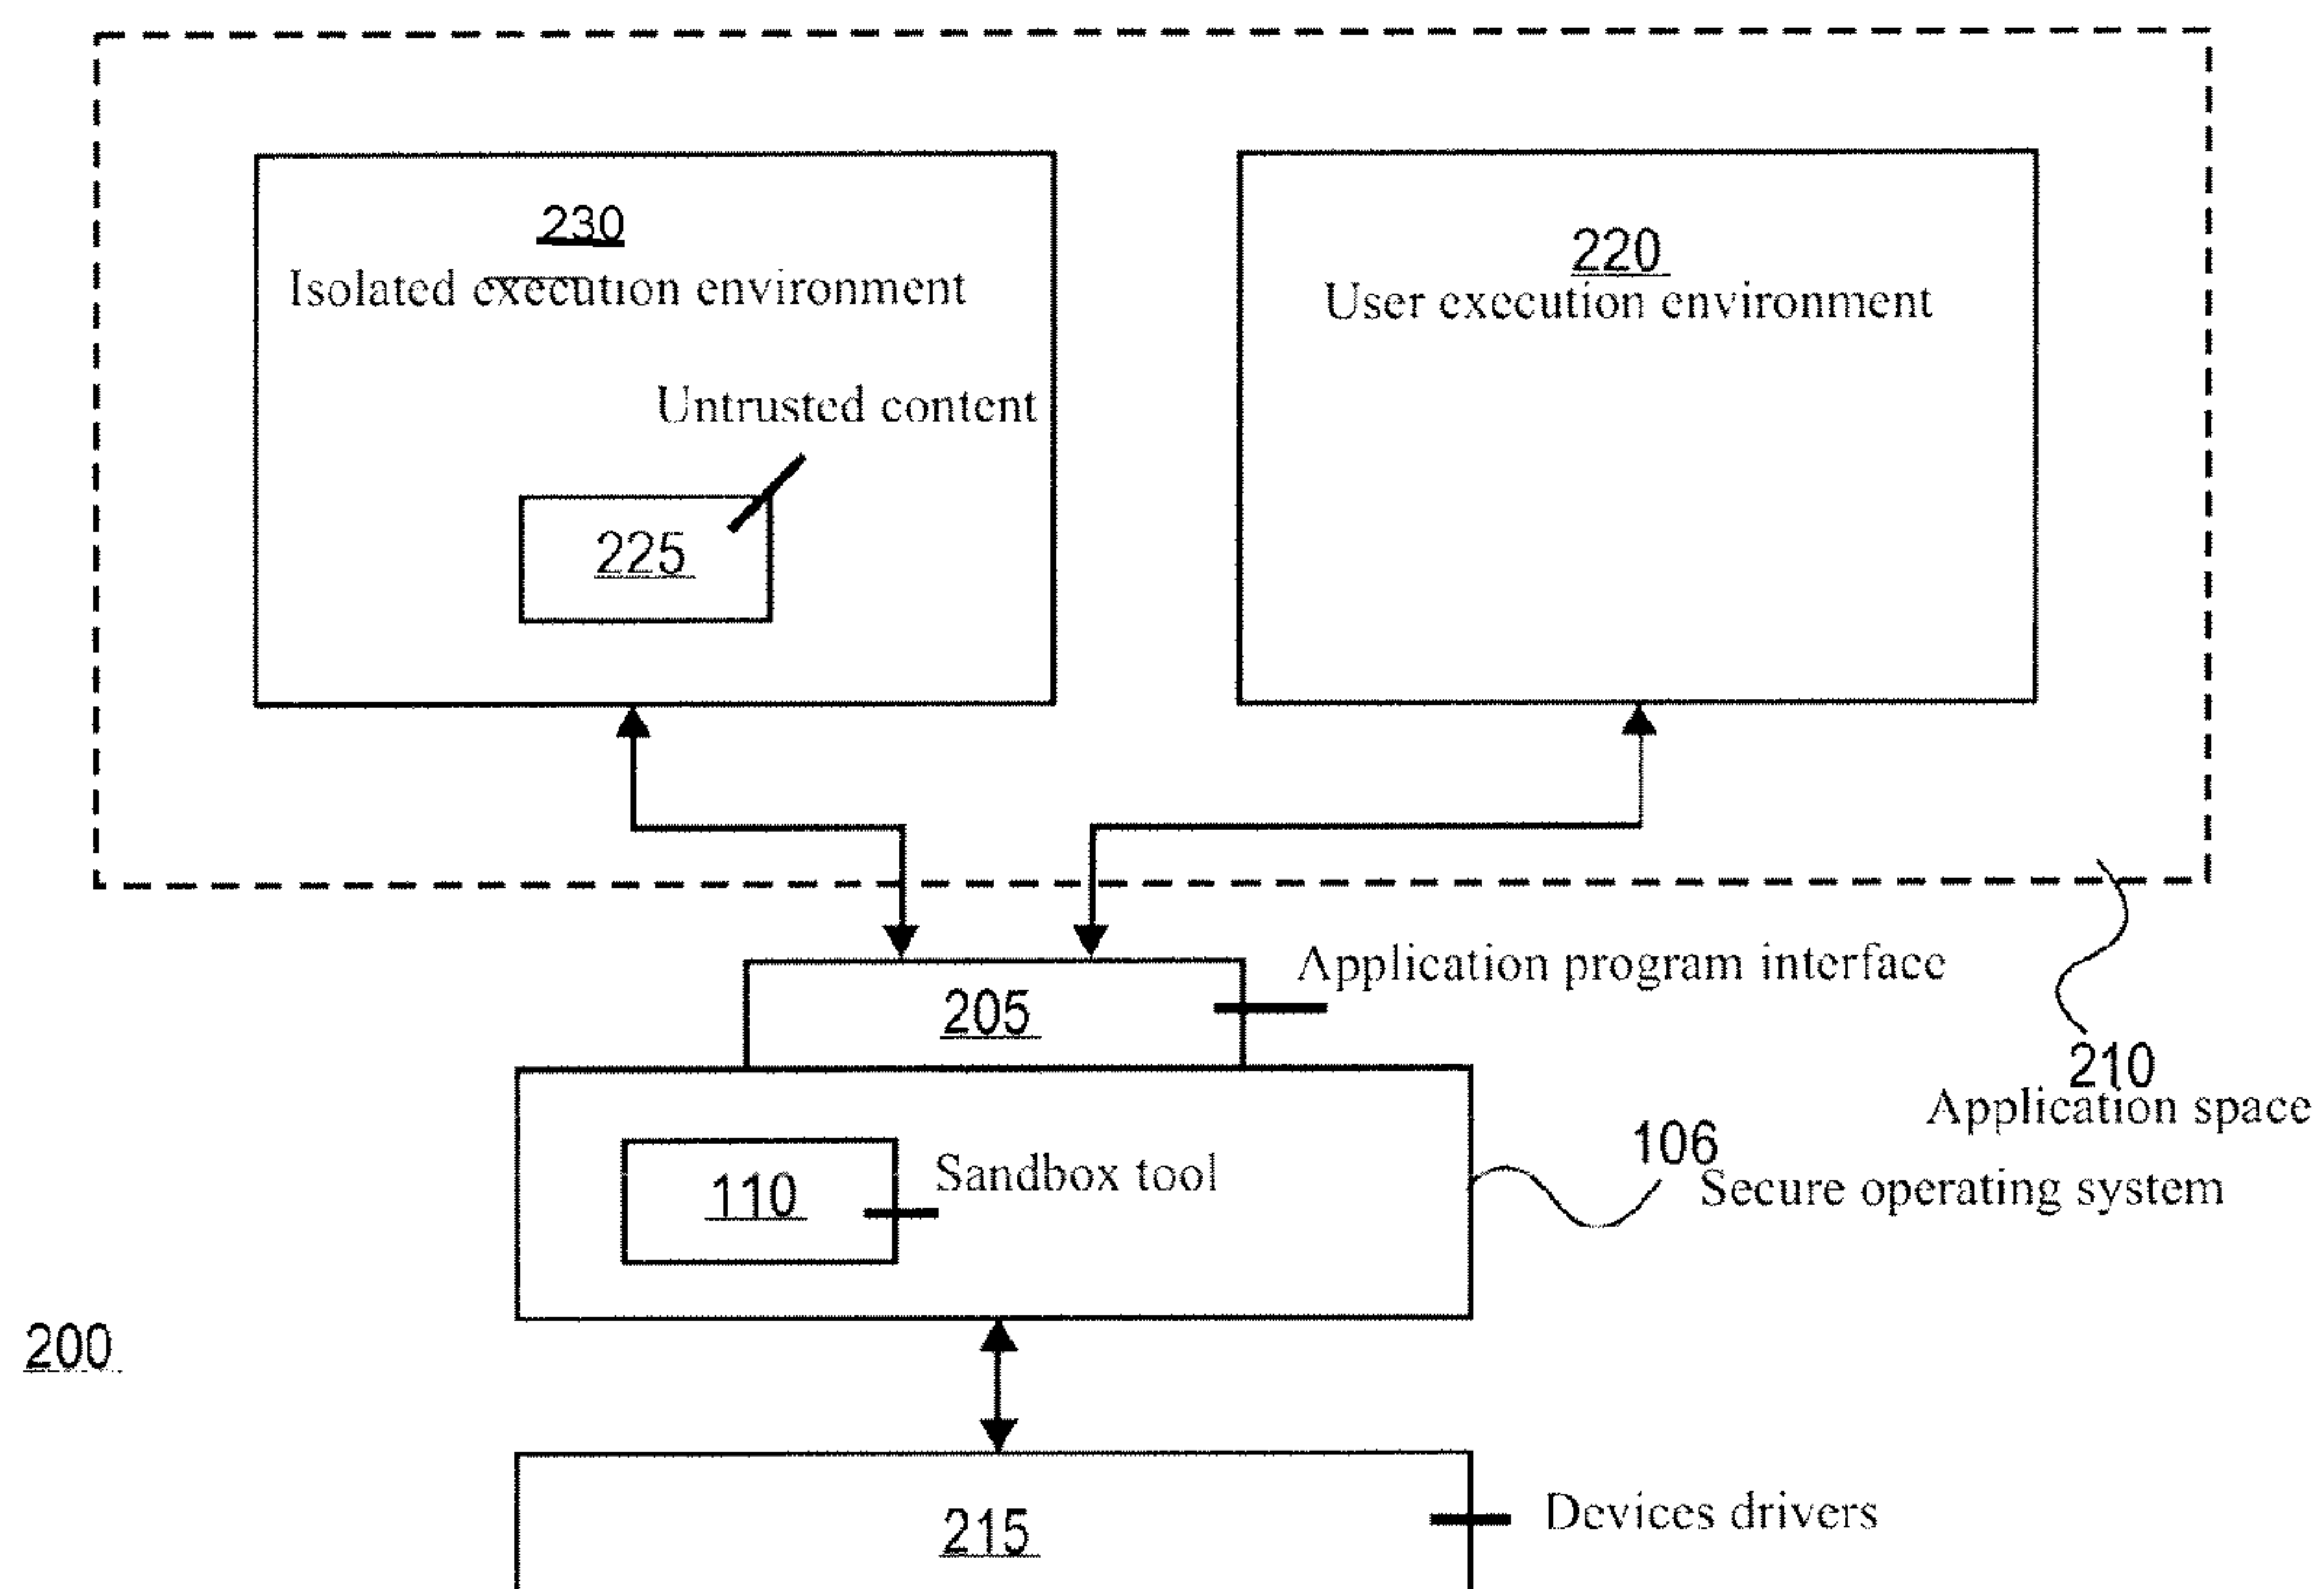 230
Isolated execution environment
220
User execution environment
Untrusted content
225
Application program interface
205
210
Application space
106
Secure operating system
Sandbox tool
110
200
Devices drivers
215